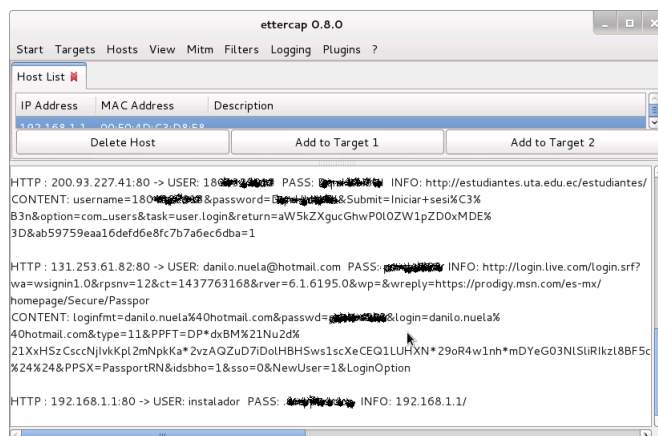 ettercap 0.8.0
Start Targets Hosts View Mitm Filters Logging Plugins ?
Host List
IP Address MAC Address Description
192.168.1.1
Delete Host Add to Target 1 Add to Target 2
HTTP : 200.93.227.41:80 -> USER: 180 PASS: INFO: http://estudiantes.uta.edu.ec/estudiantes/
CONTENT: username=180 &password= &Submit=Iniciar+sesi%C3%
B3n&option=com_users&task=user.login&return=
3D&ab59759eaa16defd6e8fc7b7a6ec6dba=1
HTTP : 131.253.61.82:80 -> USER: danilo.nuela@hotmail.com PASS: INFO: http://login.live.com/login.srf?
wa=wsignin1.0&rpsnv=12&ct=1437763168&rver=6.1.6195.0&wp=&wreply=https://prodigy.msn.com/es-mx/
homepage/Secure/Passpor
CONTENT: loginfmt=danilo.nuela%40hotmail.com&passwd= &login=danilo.nuela%
40hotmail.com&type=11&PPFT=DP*dxBM%21Nu2d%
%24%24&PPSX=PassportRN&idsbho=1&sso=0&NewUser=1&LoginOption
HTTP : 192.168.1.1:80 -> USER: instalador PASS: INFO: 192.168.1.1/